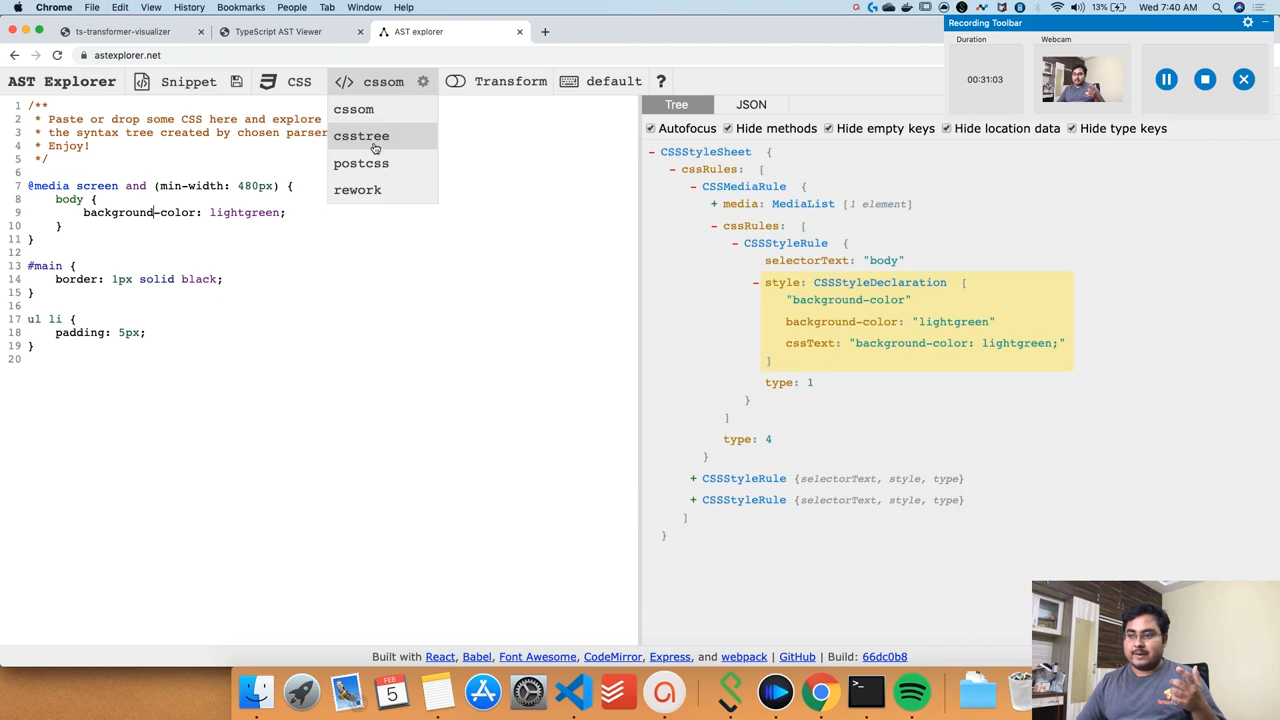 Chrome File Edit View History Bookmarks People Tab Window Help
13% Wed 7:40 AM
ts-transformer-visualizer
TypeScript AST Viewer
AST explorer
astexplorer.net
Recording Toolbar
Duration
Webcam
00:31:03
AST Explorer Snippet CSS </> Transform default ?
cssom
csstree
postcss
rework
Tree JSON
Autofocus Hide methods Hide empty keys Hide location data Hide type keys
1 /**
2 * Paste or drop some CSS here and explore
3 * the syntax tree created by chosen parser
4 * Enjoy!
5 */
6
7 @media screen and (min-width: 480px) {
8 body {
9 background-color: lightgreen;
10 }
11 }
12
13 #main {
14 border: 1px solid black;
15 }
16
17 ul li {
18 padding: 5px;
19 }
20
- CSSStyleSheet {
- cssRules: [
- CSSMediaRule {
+ media: MediaList [1 element]
- cssRules: [
- CSSStyleRule {
selectorText: "body"
- style: CSSStyleDeclaration [
"background-color"
background-color: "lightgreen"
cssText: "background-color: lightgreen;"
]
type: 1
}
]
type: 4
}
+ CSSStyleRule {selectorText, style, type}
+ CSSStyleRule {selectorText, style, type}
]
}
Built with React, Babel, Font Awesome, CodeMirror, Express, and webpack | GitHub | Build: 66dc0b8
FEB
5